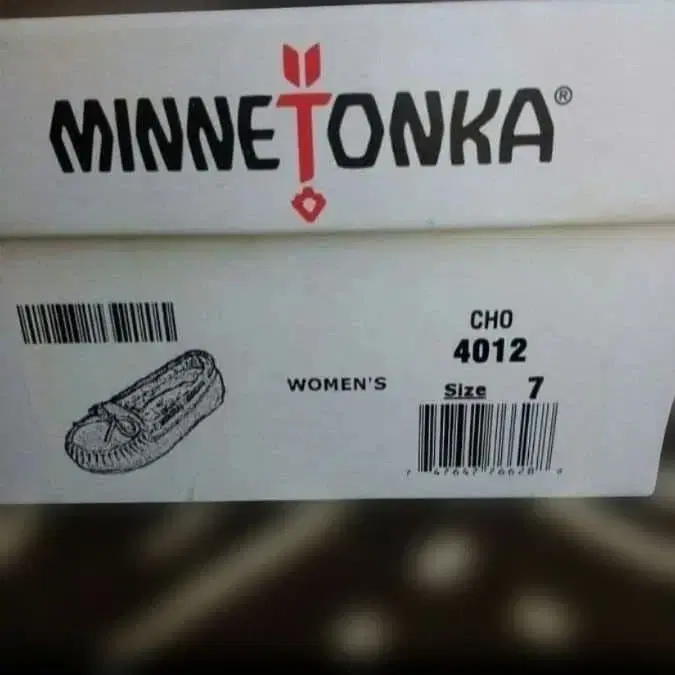 MINNETONKA®
CHO
4012
WOMEN'S
Size 7